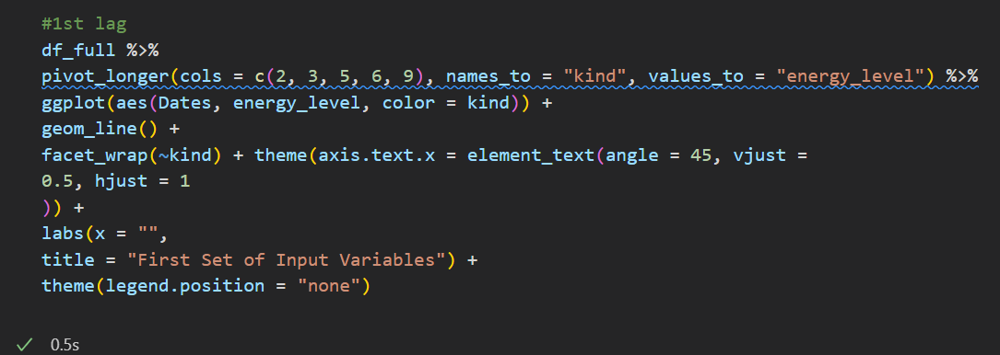 #1st lag
df_full %>%
pivot_longer(cols = c(2, 3, 5, 6, 9), names_to = "kind", values_to = "energy_level") %>%
ggplot(aes(Dates, energy_level, color = kind)) +
geom_line() +
facet_wrap(~kind) + theme(axis.text.x = element_text(angle = 45, vjust =
0.5, hjust = 1
)) +
labs(x = "",
title = "First Set of Input Variables") +
theme(legend.position = "none")
0.5s